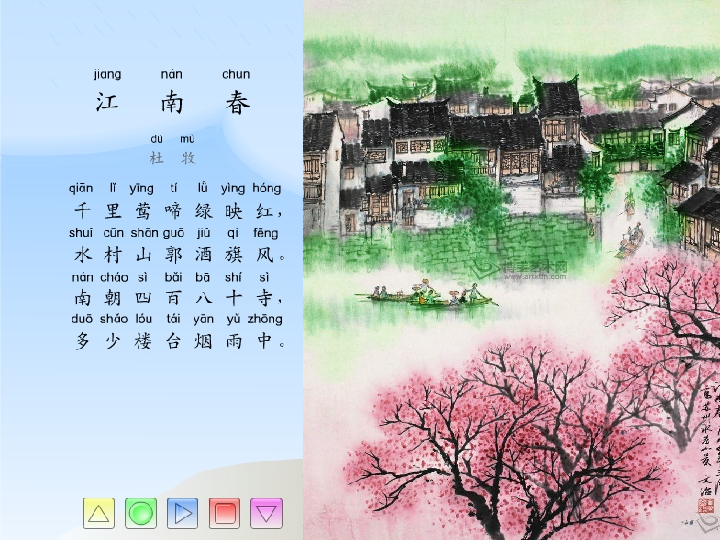 jiāng nán chūn
江 南 春
dù mù
杜 牧
qiān lǐ yīng tí lǜ yìng hóng
千 里 莺 啼 绿 映 红，
shuǐ cūn shān guō jiǔ qí fēng
水 村 山 郭 酒 旗 风。
nán cháo sì bǎi bā shí sì
南 朝 四 百 八 十 寺，
duō shǎo lóu tái yān yǔ zhōng
多 少 楼 台 烟 雨 中。